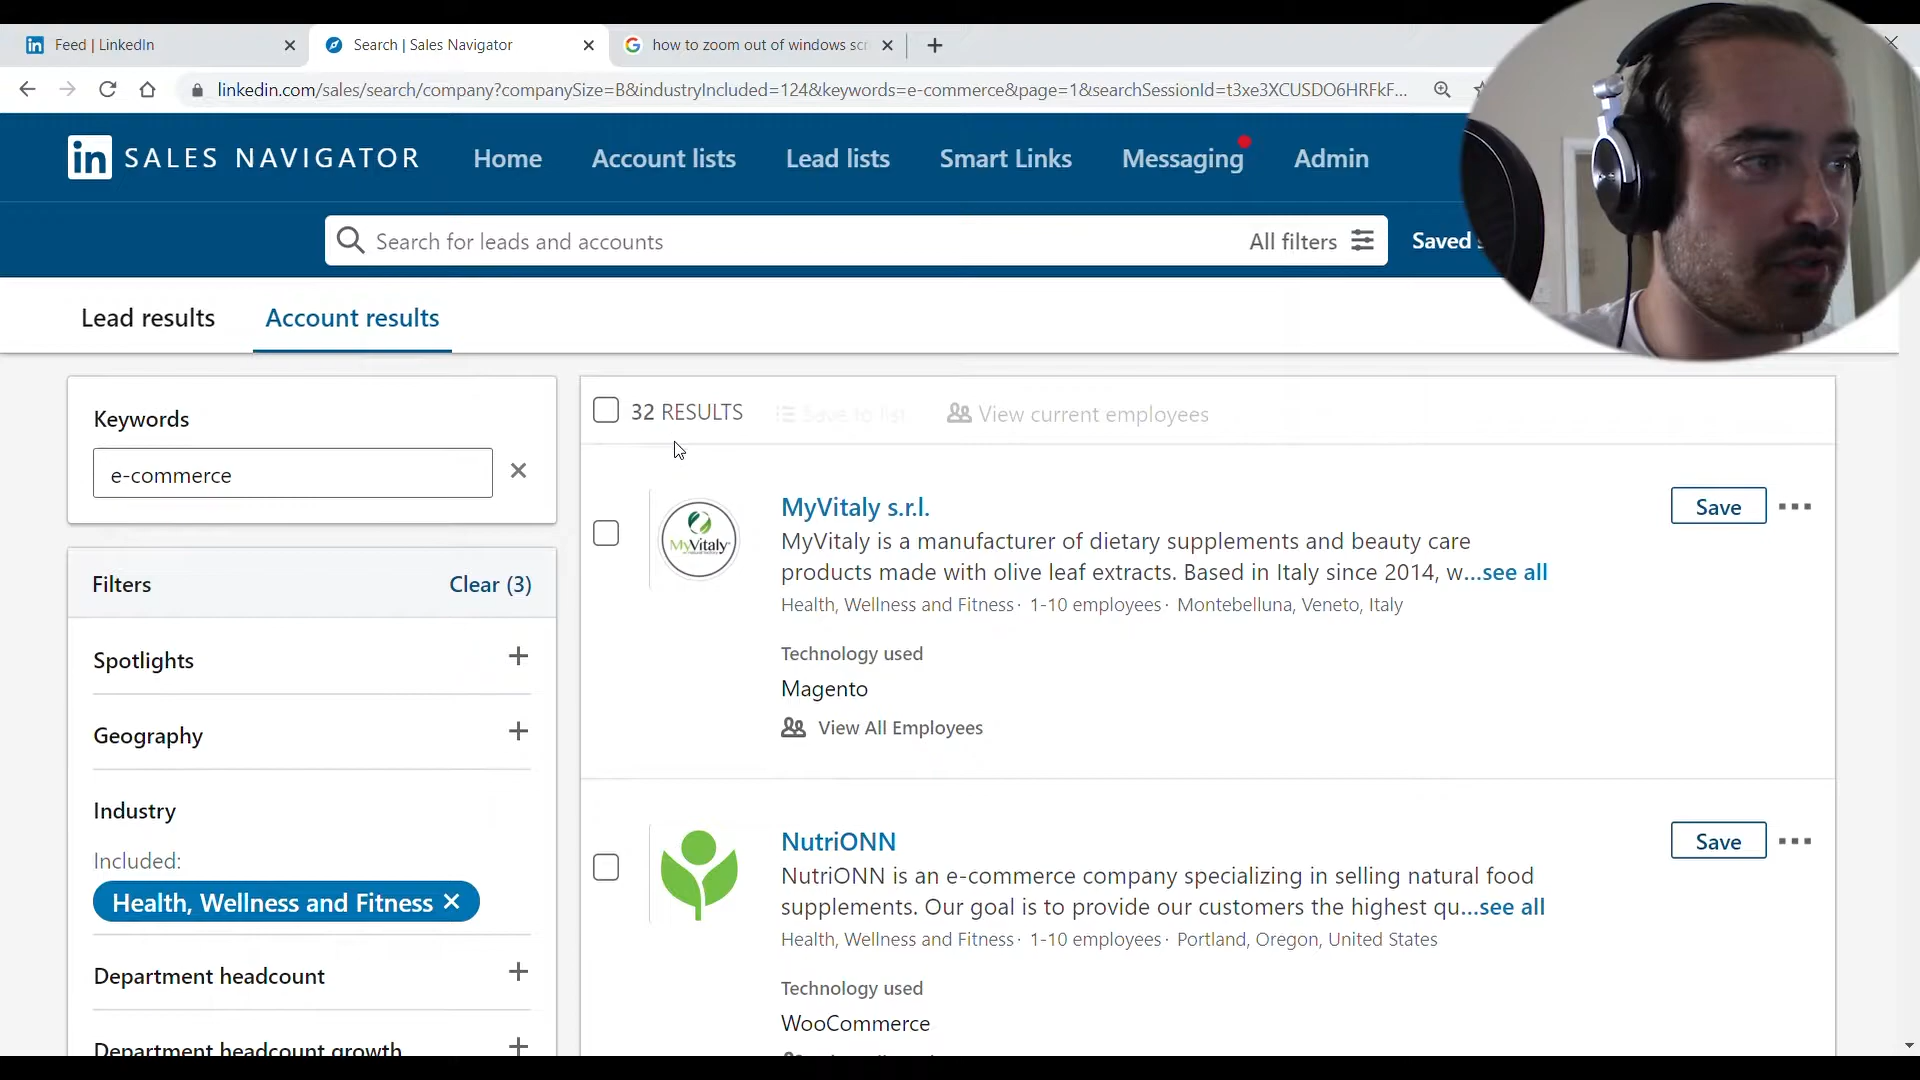 Feed | LinkedIn
Search | Sales Navigator
how to zoom out of windows scr
linkedin.com/sales/search/company?companySize=B&industryIncluded=124&keywords=e-commerce&page=1&searchSessionId=t3xe3XCUSDO6HRFkF...
in SALES NAVIGATOR
Home
Account lists
Lead lists
Smart Links
Messaging
Admin
Search for leads and accounts
All filters
Saved
Lead results
Account results
Keywords
e-commerce
Filters
Clear (3)
Spotlights
Geography
Industry
Included:
Health, Wellness and Fitness
Department headcount
Department headcount growth
32 RESULTS
Save to list
View current employees
MyVitaly
MyVitaly s.r.l.
Save
MyVitaly is a manufacturer of dietary supplements and beauty care
products made with olive leaf extracts. Based in Italy since 2014, w...see all
Health, Wellness and Fitness · 1-10 employees · Montebelluna, Veneto, Italy
Technology used
Magento
View All Employees
NutriONN
Save
NutriONN is an e-commerce company specializing in selling natural food
supplements. Our goal is to provide our customers the highest qu...see all
Health, Wellness and Fitness · 1-10 employees · Portland, Oregon, United States
Technology used
WooCommerce